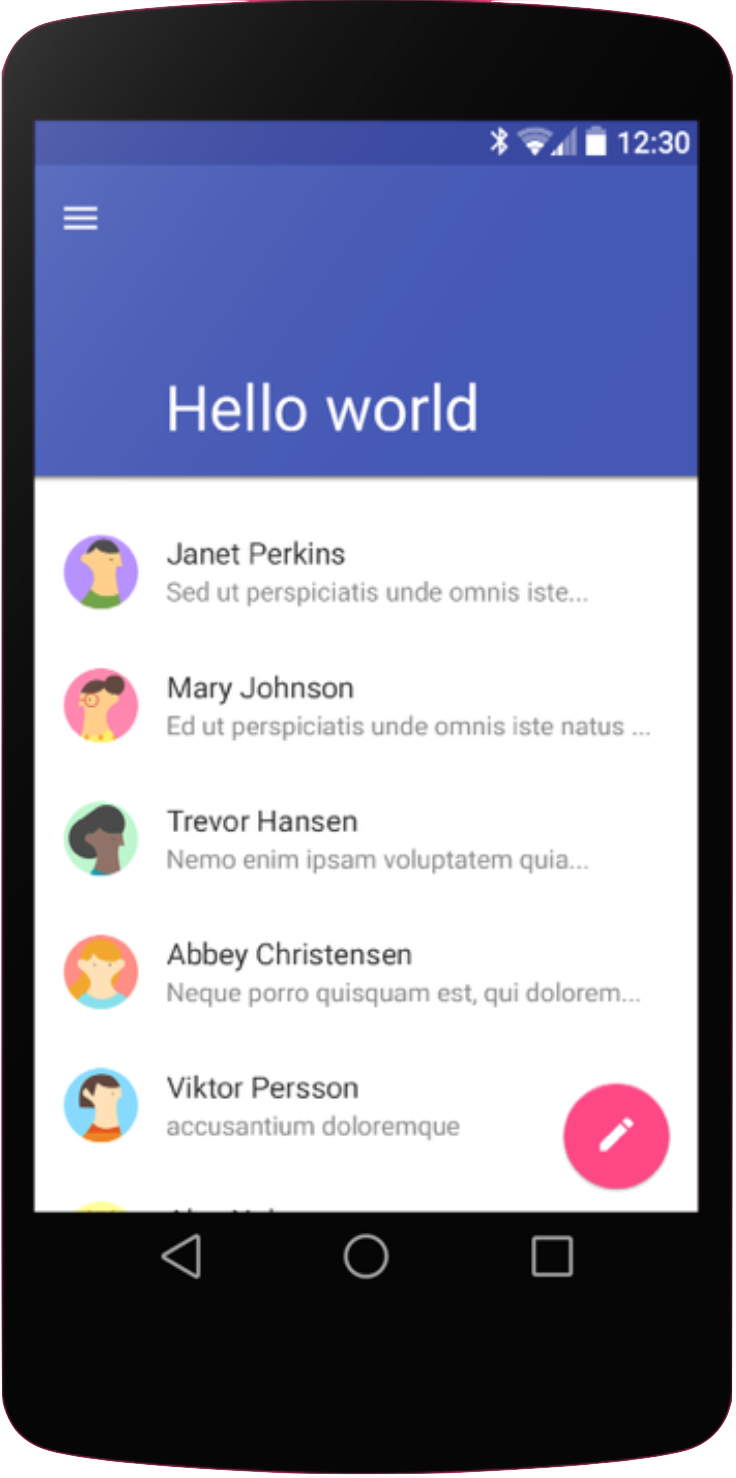 12:30
Hello world
Janet Perkins
Sed ut perspiciatis unde omnis iste...
Mary Johnson
Ed ut perspiciatis unde omnis iste natus ...
Trevor Hansen
Nemo enim ipsam voluptatem quia...
Abbey Christensen
Neque porro quisquam est, qui dolorem...
Viktor Persson
accusantium doloremque